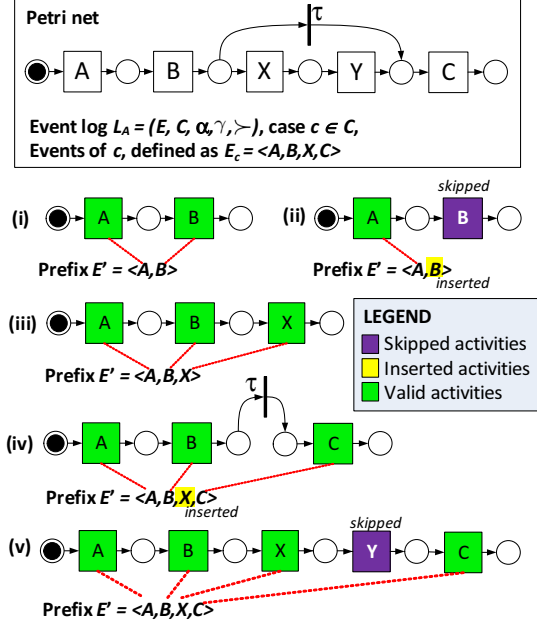 Petri net
τ
A B X Y C
Event log L_A = (E, C, α, γ, ≻), case c ∈ C,
Events of c, defined as E_c = <A,B,X,C>
skipped
(i) A B
(ii) A B
Prefix E' = <A,B>
Prefix E' = <A,B>
inserted
(iii) A B X
Prefix E' = <A,B,X>
LEGEND
Skipped activities
Inserted activities
Valid activities
τ
(iv) A B C
Prefix E' = <A,B,X,C>
inserted
skipped
(v) A B X Y C
Prefix E' = <A,B,X,C>